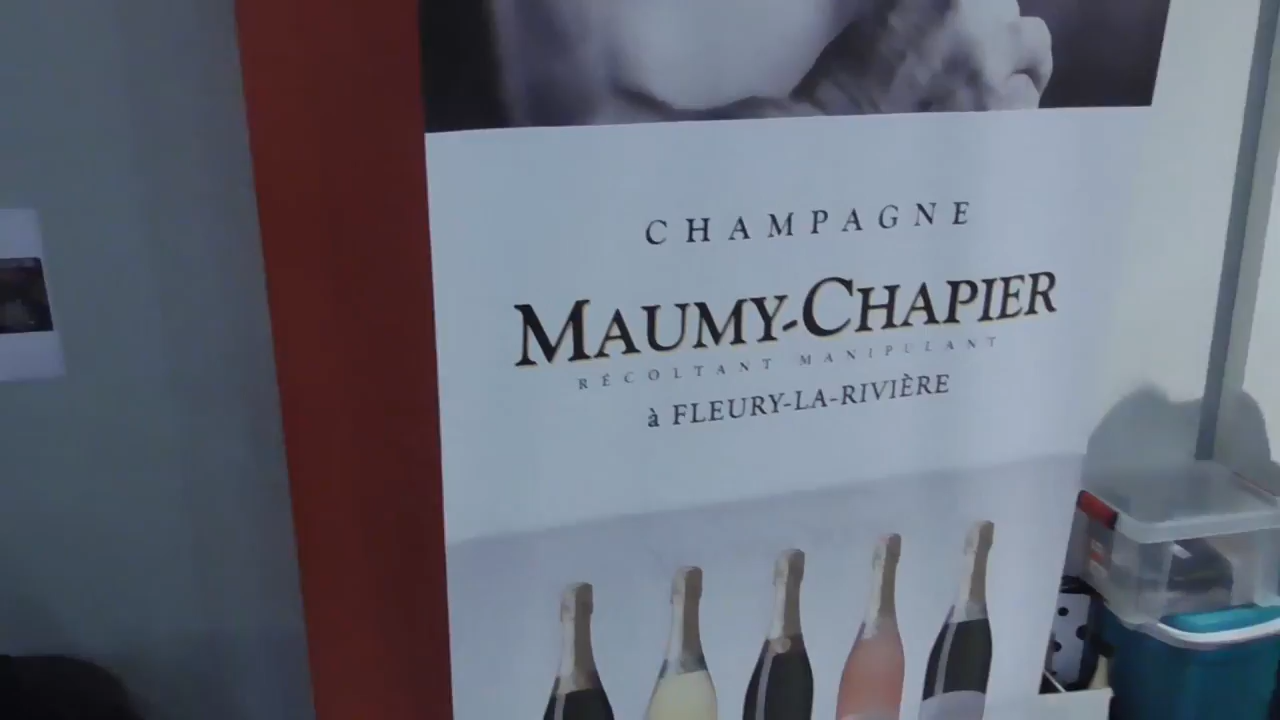 CHAMPAGNE
MAUMY-CHAPIER
RÉCOLTANT MANIPULANT
à FLEURY-LA-RIVIÈRE